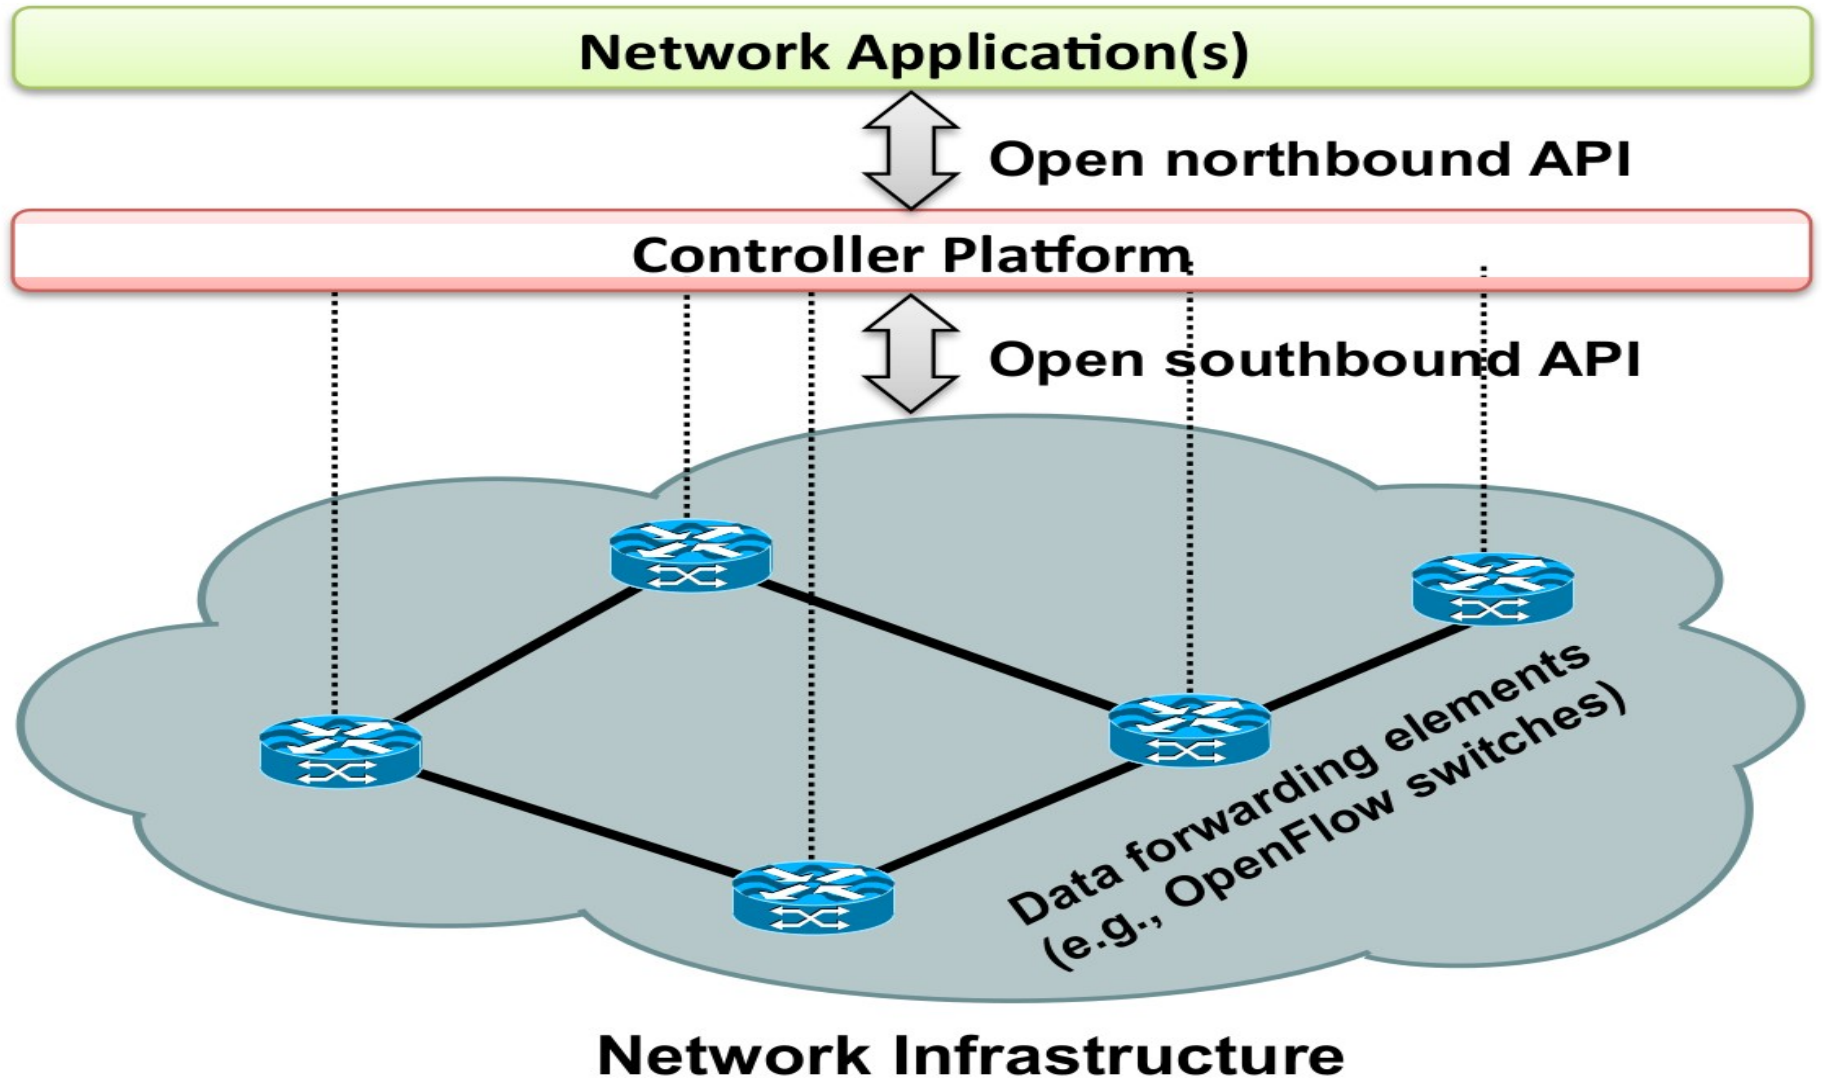 Network Application(s)
Open northbound API
Controller Platform
Open southbound API
Data forwarding elements
(e.g., OpenFlow switches)
Network Infrastructure